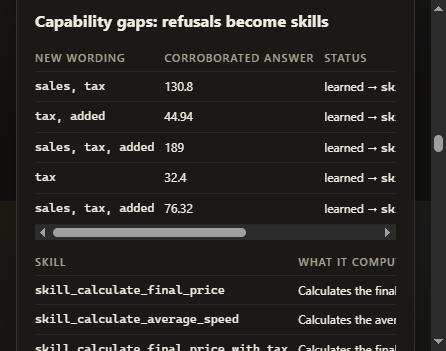 Capability gaps: refusals become skills
NEW WORDING CORROBORATED ANSWER STATUS
sales, tax 130.8 learned → sk
tax, added 44.94 learned → sk
sales, tax, added 189 learned → sk
tax 32.4 learned → sk
sales, tax, added 76.32 learned → sk
SKILL WHAT IT COMPU
skill_calculate_final_price Calculates the final
skill_calculate_average_speed Calculates the aver
skill_calculate_final_price_with_tax Calculates the final